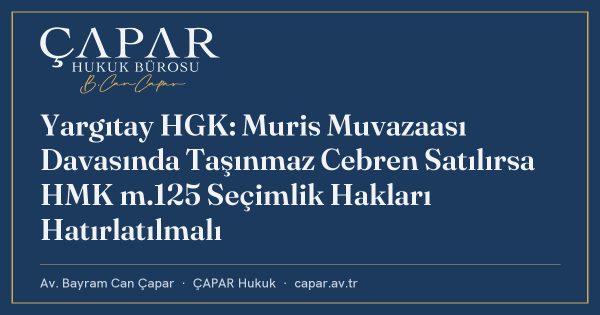 ÇAPAR
HUKUK BÜROSU
B.Can Çapar
Yargıtay HGK: Muris Muvazaası
Davasında Taşınmaz Cebren Satılırsa
HMK m.125 Seçimlik Hakları
Hatırlatılmalı
Av. Bayram Can Çapar · ÇAPAR Hukuk · capar.av.tr